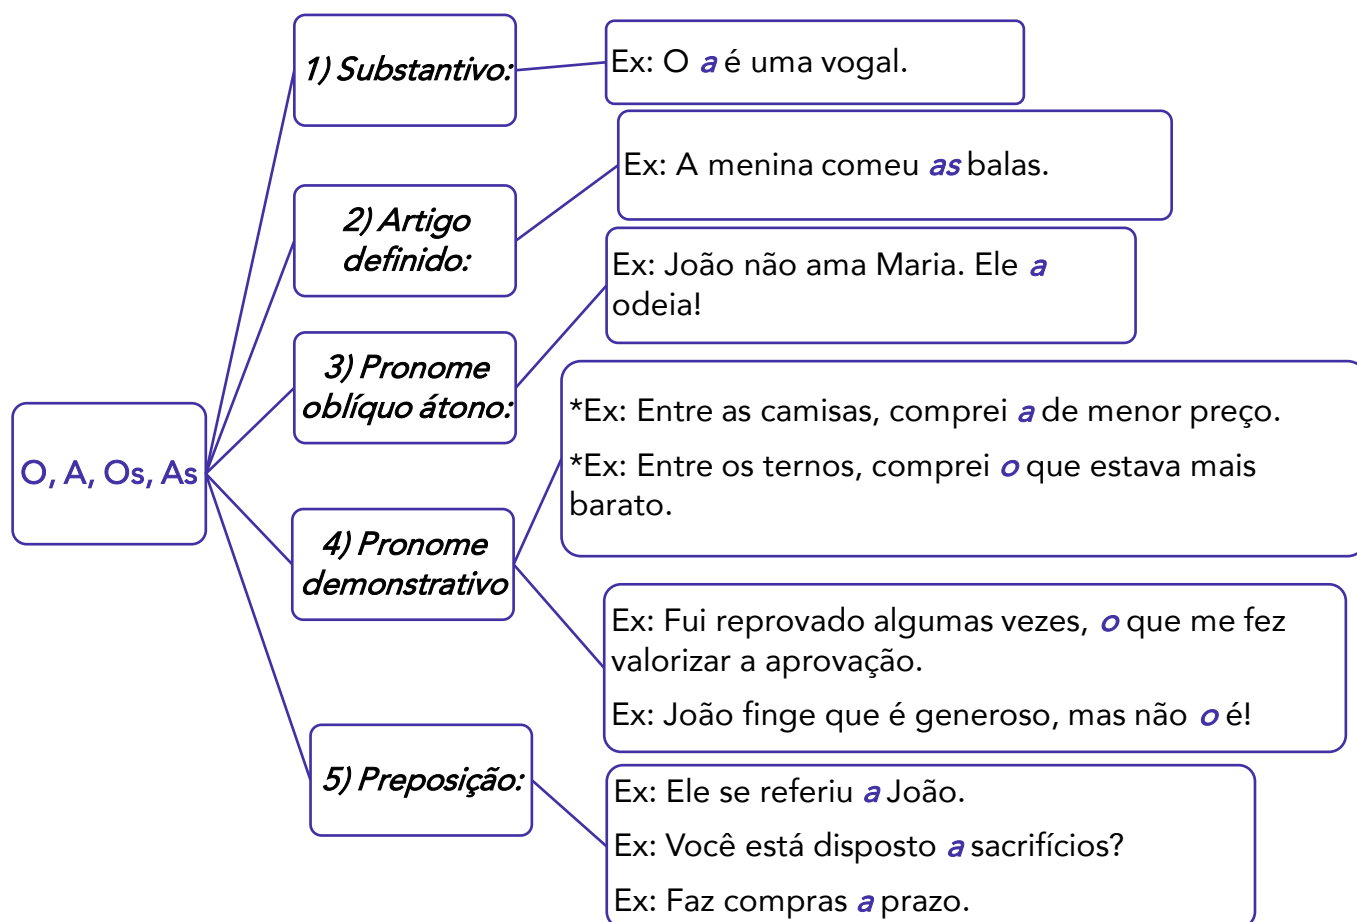 O, A, Os, As
1) Substantivo:
Ex: O a é uma vogal.
2) Artigo
definido:
Ex: A menina comeu as balas.
3) Pronome
oblíquo átono:
Ex: João não ama Maria. Ele a
odeia!
4) Pronome
demonstrativo
*Ex: Entre as camisas, comprei a de menor preço.
*Ex: Entre os ternos, comprei o que estava mais
barato.
Ex: Fui reprovado algumas vezes, o que me fez
valorizar a aprovação.
Ex: João finge que é generoso, mas não o é!
5) Preposição:
Ex: Ele se referiu a João.
Ex: Você está disposto a sacrifícios?
Ex: Faz compras a prazo.